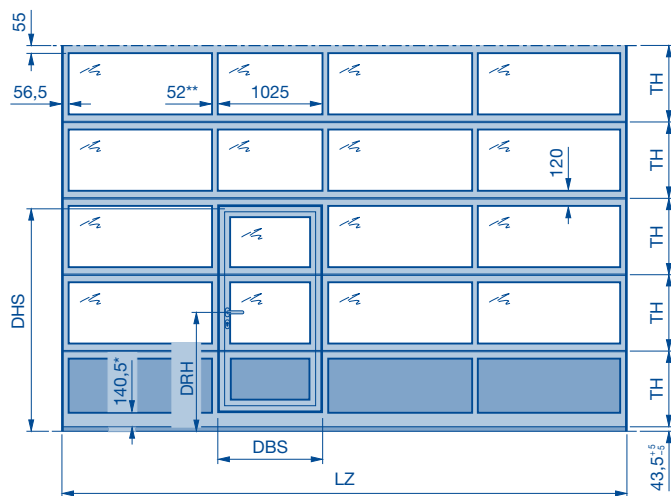 55
56,5
52**
1025
TH
TH
120
TH
DHS
TH
DRH
140,5*
TH
DBS
LZ
43,5 +5 -5